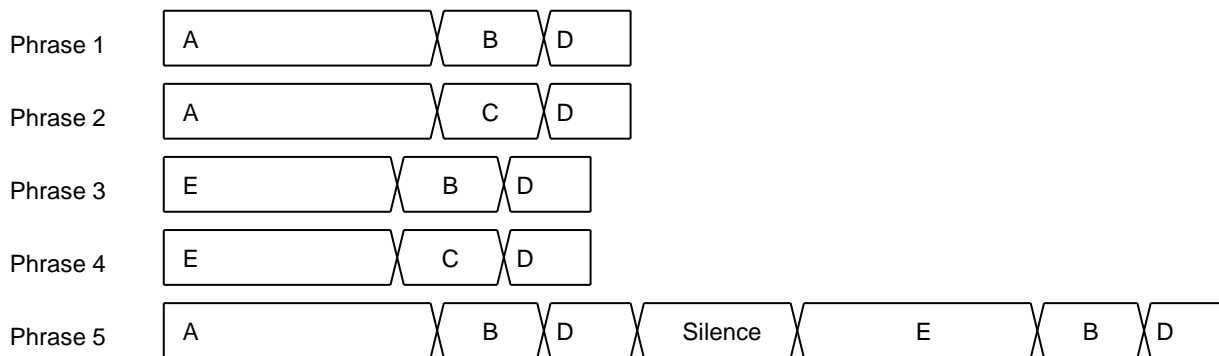 Phrase 1 A B D
Phrase 2 A C D
Phrase 3 E B D
Phrase 4 E C D
Phrase 5 A B D Silence E B D